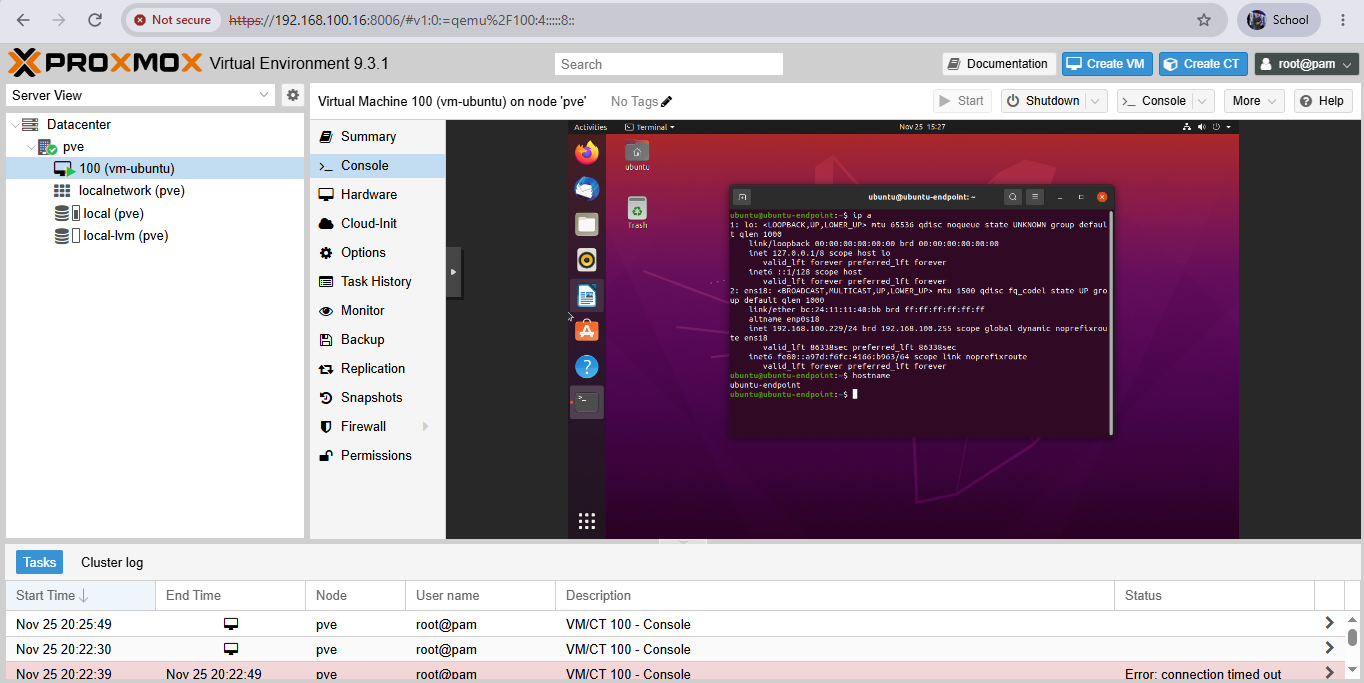 Not secure https://192.168.100.16:8006/#v1:0:=qemu%2F100:4:::::8:: School
PROXMOX Virtual Environment 9.3.1 Search Documentation Create VM Create CT root@pam
Server View
Virtual Machine 100 (vm-ubuntu) on node 'pve' No Tags Start Shutdown Console More Help
Datacenter
pve
100 (vm-ubuntu)
localnetwork (pve)
local (pve)
local-lvm (pve)
Summary
Console
Hardware
Cloud-Init
Options
Task History
Monitor
Backup
Replication
Snapshots
Firewall
Permissions
Activities Terminal Nov 25 15:27
ubuntu
Trash
ubuntu@ubuntu-endpoint: ~
ubuntu@ubuntu-endpoint:~$ ip a
1: lo: <LOOPBACK,UP,LOWER_UP> mtu 65536 qdisc noqueue state UNKNOWN group defaul
t qlen 1000
link/loopback 00:00:00:00:00:00 brd 00:00:00:00:00:00
inet 127.0.0.1/8 scope host lo
valid_lft forever preferred_lft forever
inet6 ::1/128 scope host
valid_lft forever preferred_lft forever
2: ens18: <BROADCAST,MULTICAST,UP,LOWER_UP> mtu 1500 qdisc fq_codel state UP gro
up default qlen 1000
link/ether bc:24:11:11:40:bb brd ff:ff:ff:ff:ff:ff
altname enp0s18
inet 192.168.100.229/24 brd 192.168.100.255 scope global dynamic noprefixrou
te ens18
valid_lft 86338sec preferred_lft 86338sec
inet6 fe80::a97d:f6fc:4166:b963/64 scope link noprefixroute
valid_lft forever preferred_lft forever
ubuntu@ubuntu-endpoint:~$ hostname
ubuntu-endpoint
ubuntu@ubuntu-endpoint:~$
Tasks Cluster log
Start Time End Time Node User name Description Status
Nov 25 20:25:49 pve root@pam VM/CT 100 - Console
Nov 25 20:22:30 pve root@pam VM/CT 100 - Console
Nov 25 20:22:39 Nov 25 20:22:49 pve root@pam VM/CT 100 - Console Error: connection timed out